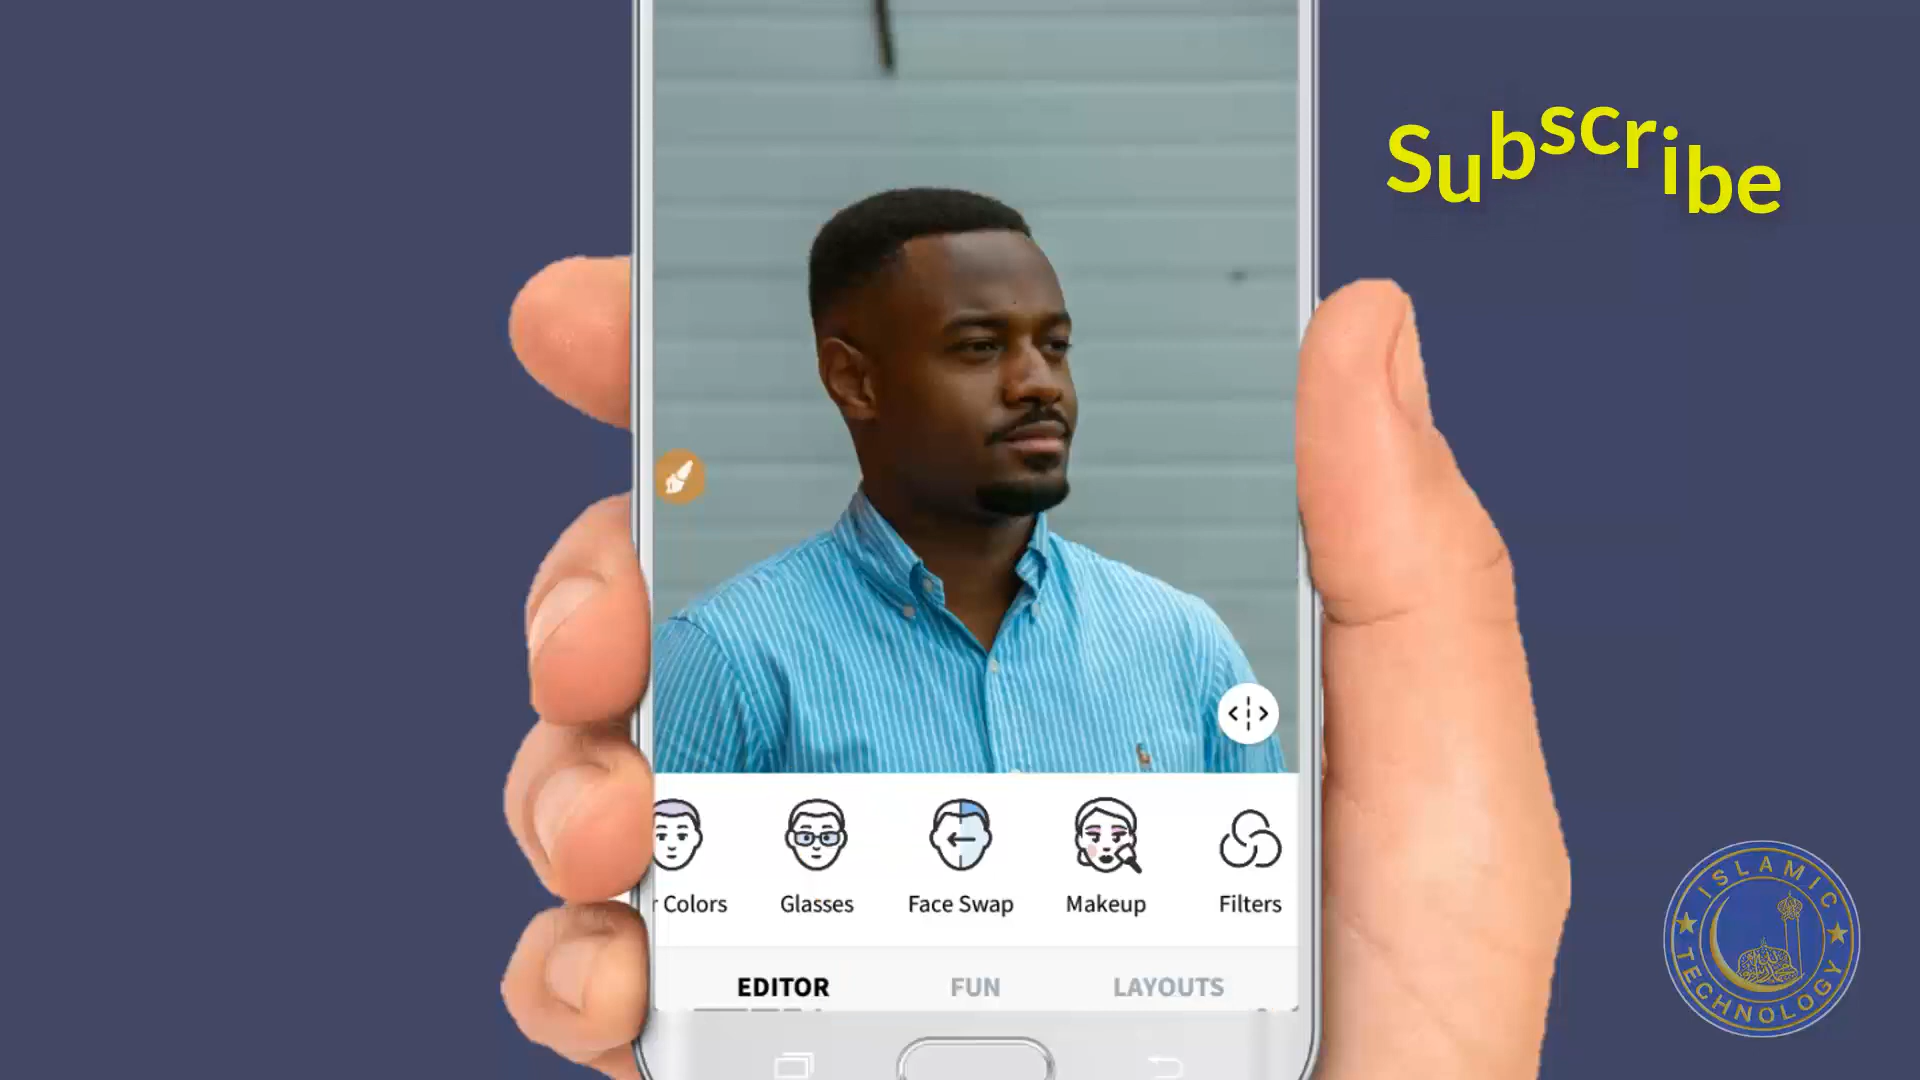 Subscribe
r Colors
Glasses
Face Swap
Makeup
Filters
EDITOR
FUN
LAYOUTS
ISLAMIC
TECHNOLOGY